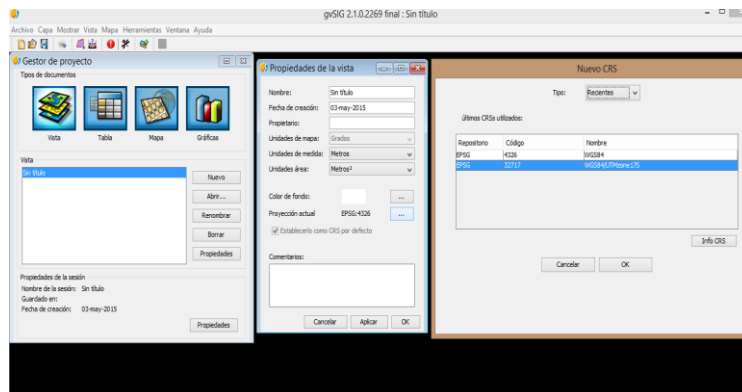 gvSIG 2.1.0.2269 final : Sin título
Archivo Capa Mostrar Vista Mapa Herramientas Ventana Ayuda
Gestor de proyecto
Tipos de documentos
Vista Tabla Mapa Gráficas
Vista
Sin título
Nuevo
Abrir...
Renombrar
Borrar
Propiedades
Propiedades de la sesión
Nombre de la sesión: Sin título
Guardado en:
Fecha de creación: 03-may-2015
Propiedades
Propiedades de la vista
Nombre: Sin título
Fecha de creación: 03-may-2015
Propietario:
Unidades de mapa: Grados
Unidades de medida: Metros
Unidades área: Metros²
Color de fondo: ...
Proyección actual EPSG:4326 ...
Establecerlo como CRS por defecto
Comentarios:
Cancelar Aplicar OK
Nuevo CRS
Tipo: Recientes
últimos CRSs utilizados:
Repositorio Código Nombre
EPSG 4326 WGS84
EPSG 32717 WGS84/UTMzone17S
Info CRS
Cancelar OK